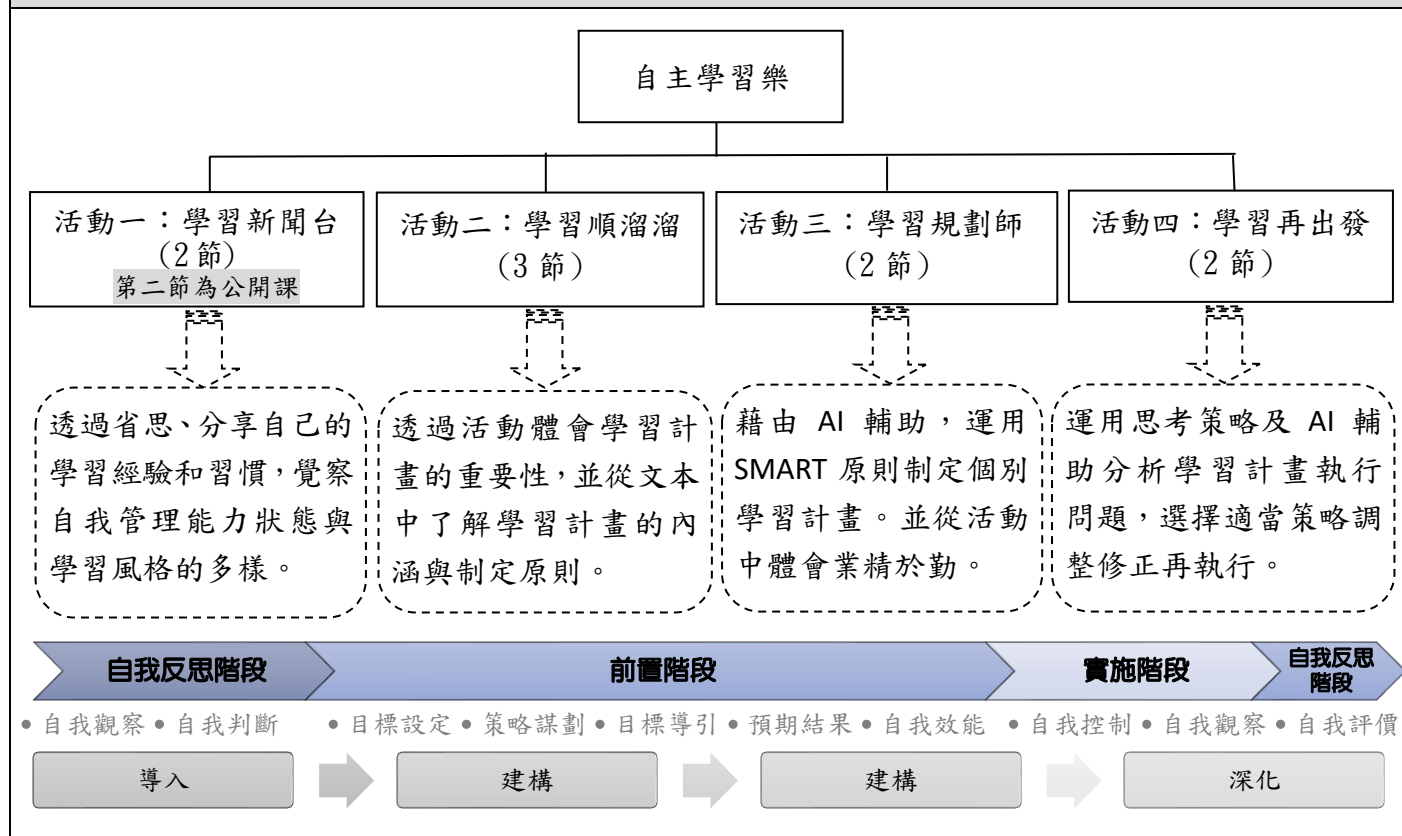 自主學習樂
活動一：學習新聞台
(2 節)
第二節為公開課
活動二：學習順溜溜
(3 節)
活動三：學習規劃師
(2 節)
活動四：學習再出發
(2 節)
透過省思、分享自己的
學習經驗和習慣，覺察
自我管理能力狀態與
學習風格的多樣。
透過活動體會學習計
畫的重要性，並從文本
中了解學習計畫的內
涵與制定原則。
藉由 AI 輔助，運用
SMART 原則制定個別
學習計畫。並從活動
中體會業精於勤。
運用思考策略及 AI 輔
助分析學習計畫執行
問題，選擇適當策略調
整修正再執行。
自我反思階段
前置階段
實施階段
自我反思
階段
• 自我觀察 • 自我判斷
• 目標設定 • 策略謀劃 • 目標導引 • 預期結果 • 自我效能
• 自我控制 • 自我觀察 • 自我評價
導入
建構
建構
深化